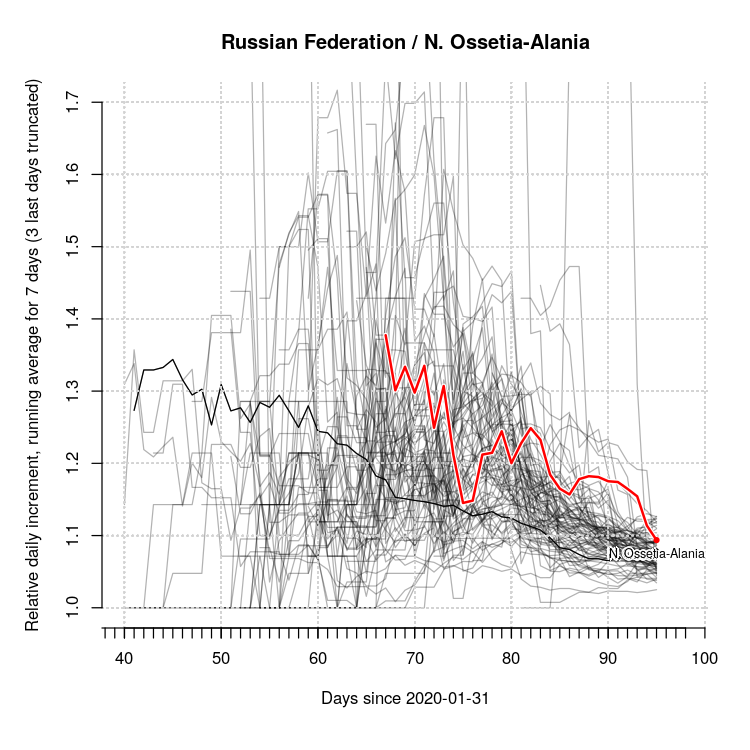 Russian Federation / N. Ossetia-Alania
Relative daily increment, running average for 7 days (3 last days truncated)
1.7
1.6
1.5
1.4
1.3
1.2
1.1
1.0
N. Ossetia-Alania
40 50 60 70 80 90 100
Days since 2020-01-31